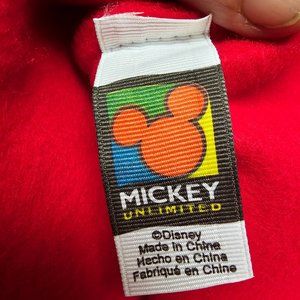 MICKEY
UNLIMITED
©Disney
Made in China
Hecho en China
Fabriqué en Chine